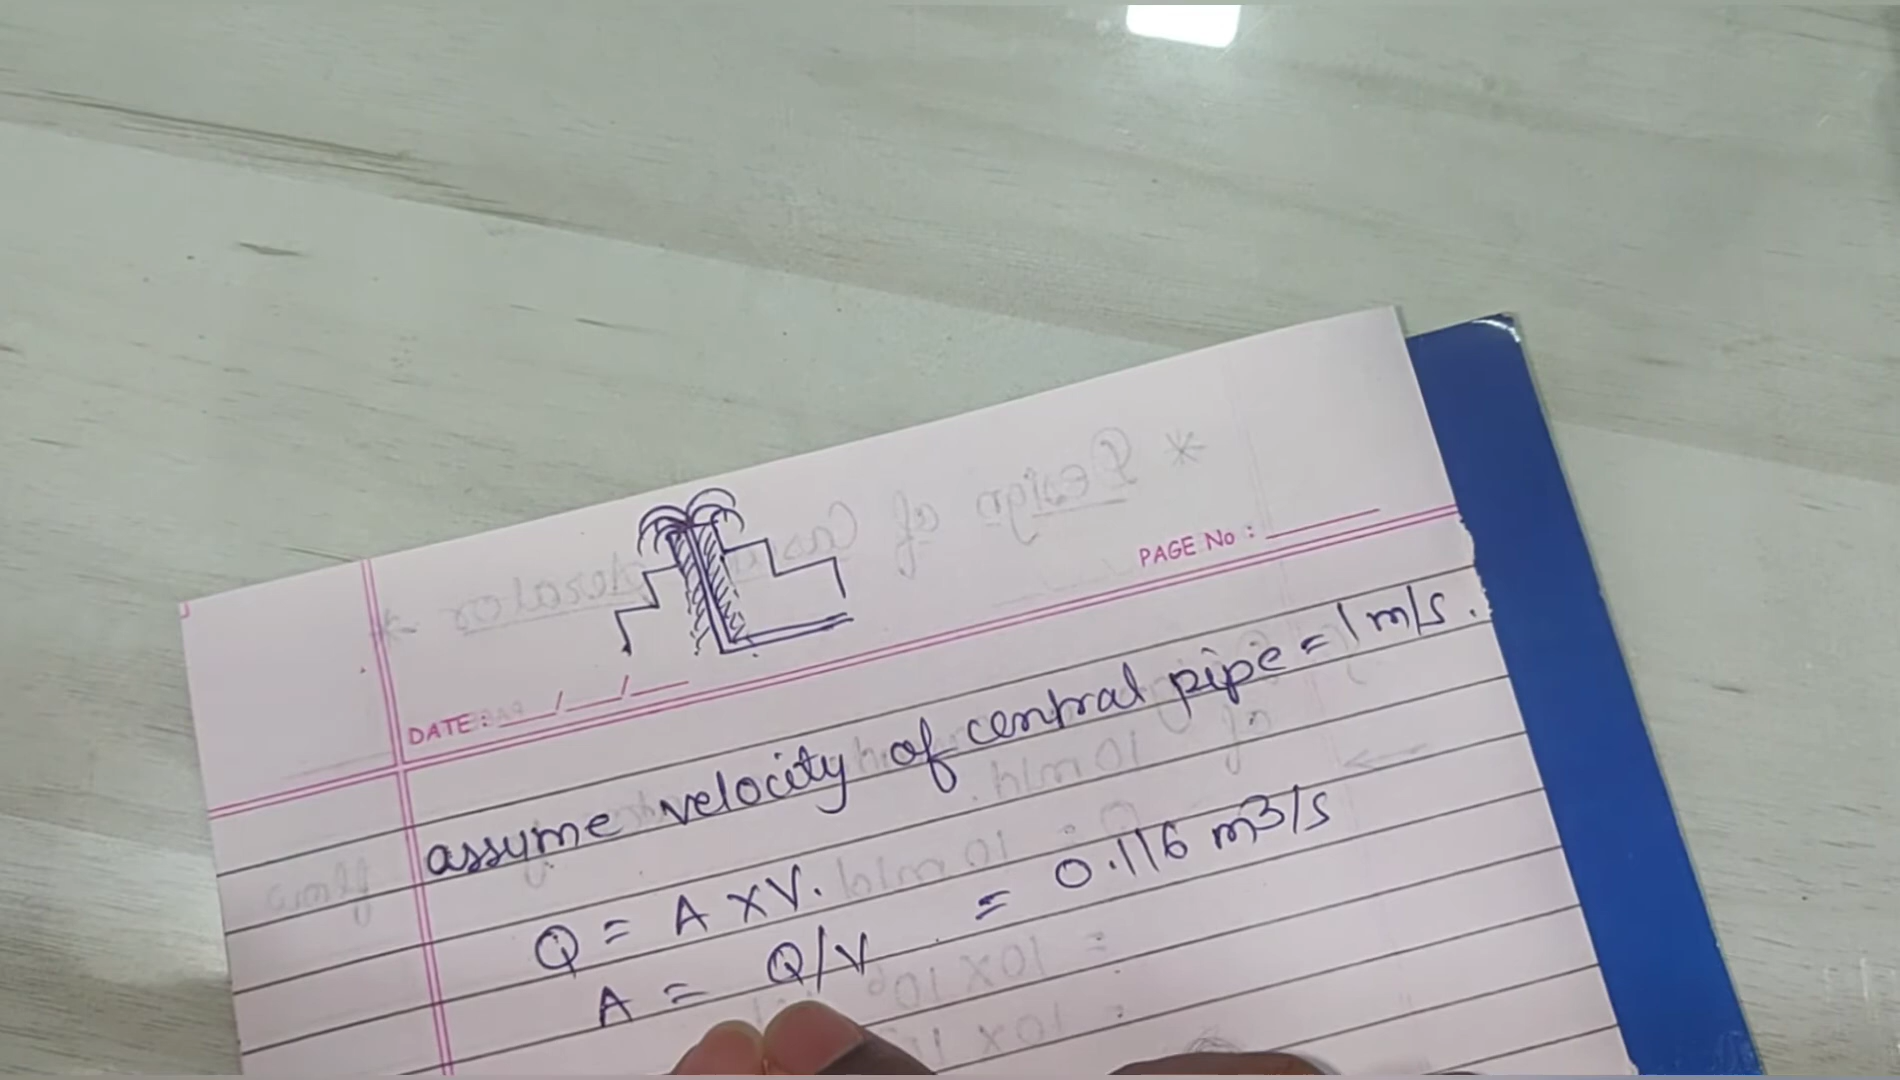 PAGE No :
DATE :
assume velocity of central pipe = 1 m/s .
Q = A X V.
A = Q/V = 0.116 m3/s